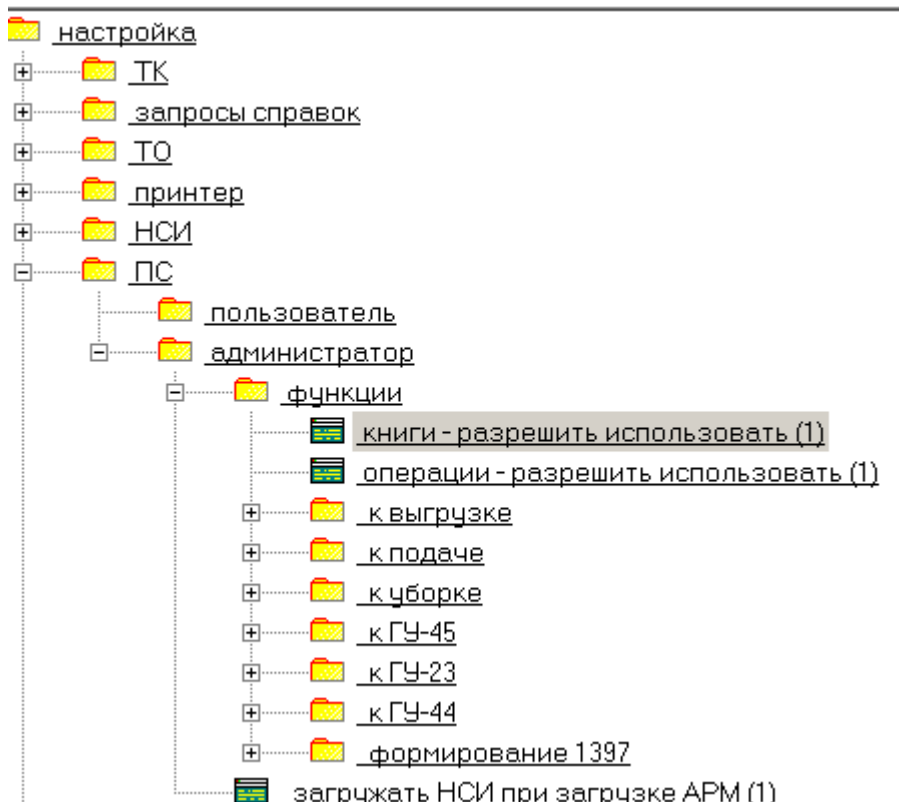 настройка
ТК
запросы справок
ТО
принтер
НСИ
ПС
пользователь
администратор
функции
книги - разрешить использовать (1)
операции - разрешить использовать (1)
к выгрузке
к подаче
к уборке
к ГУ-45
к ГУ-23
к ГУ-44
формирование 1397
загружать НСИ при загрузке АРМ (1)